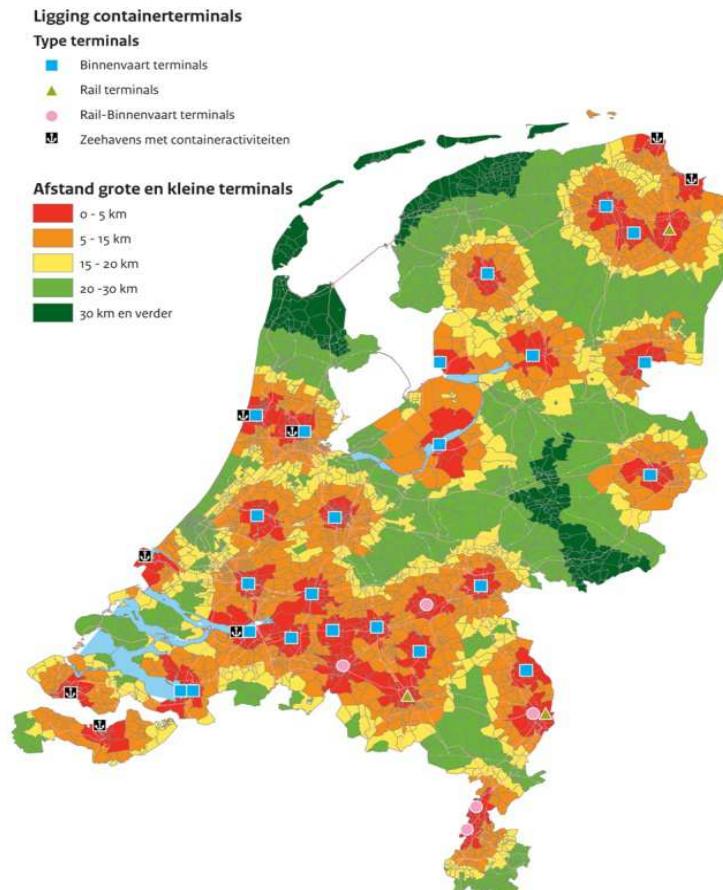 Ligging containerterminals
Type terminals
Binnenvaart terminals
Rail terminals
Rail-Binnenvaart terminals
Zeehavens met containeractiviteiten
Afstand grote en kleine terminals
0 - 5 km
5 - 15 km
15 - 20 km
20 -30 km
30 km en verder